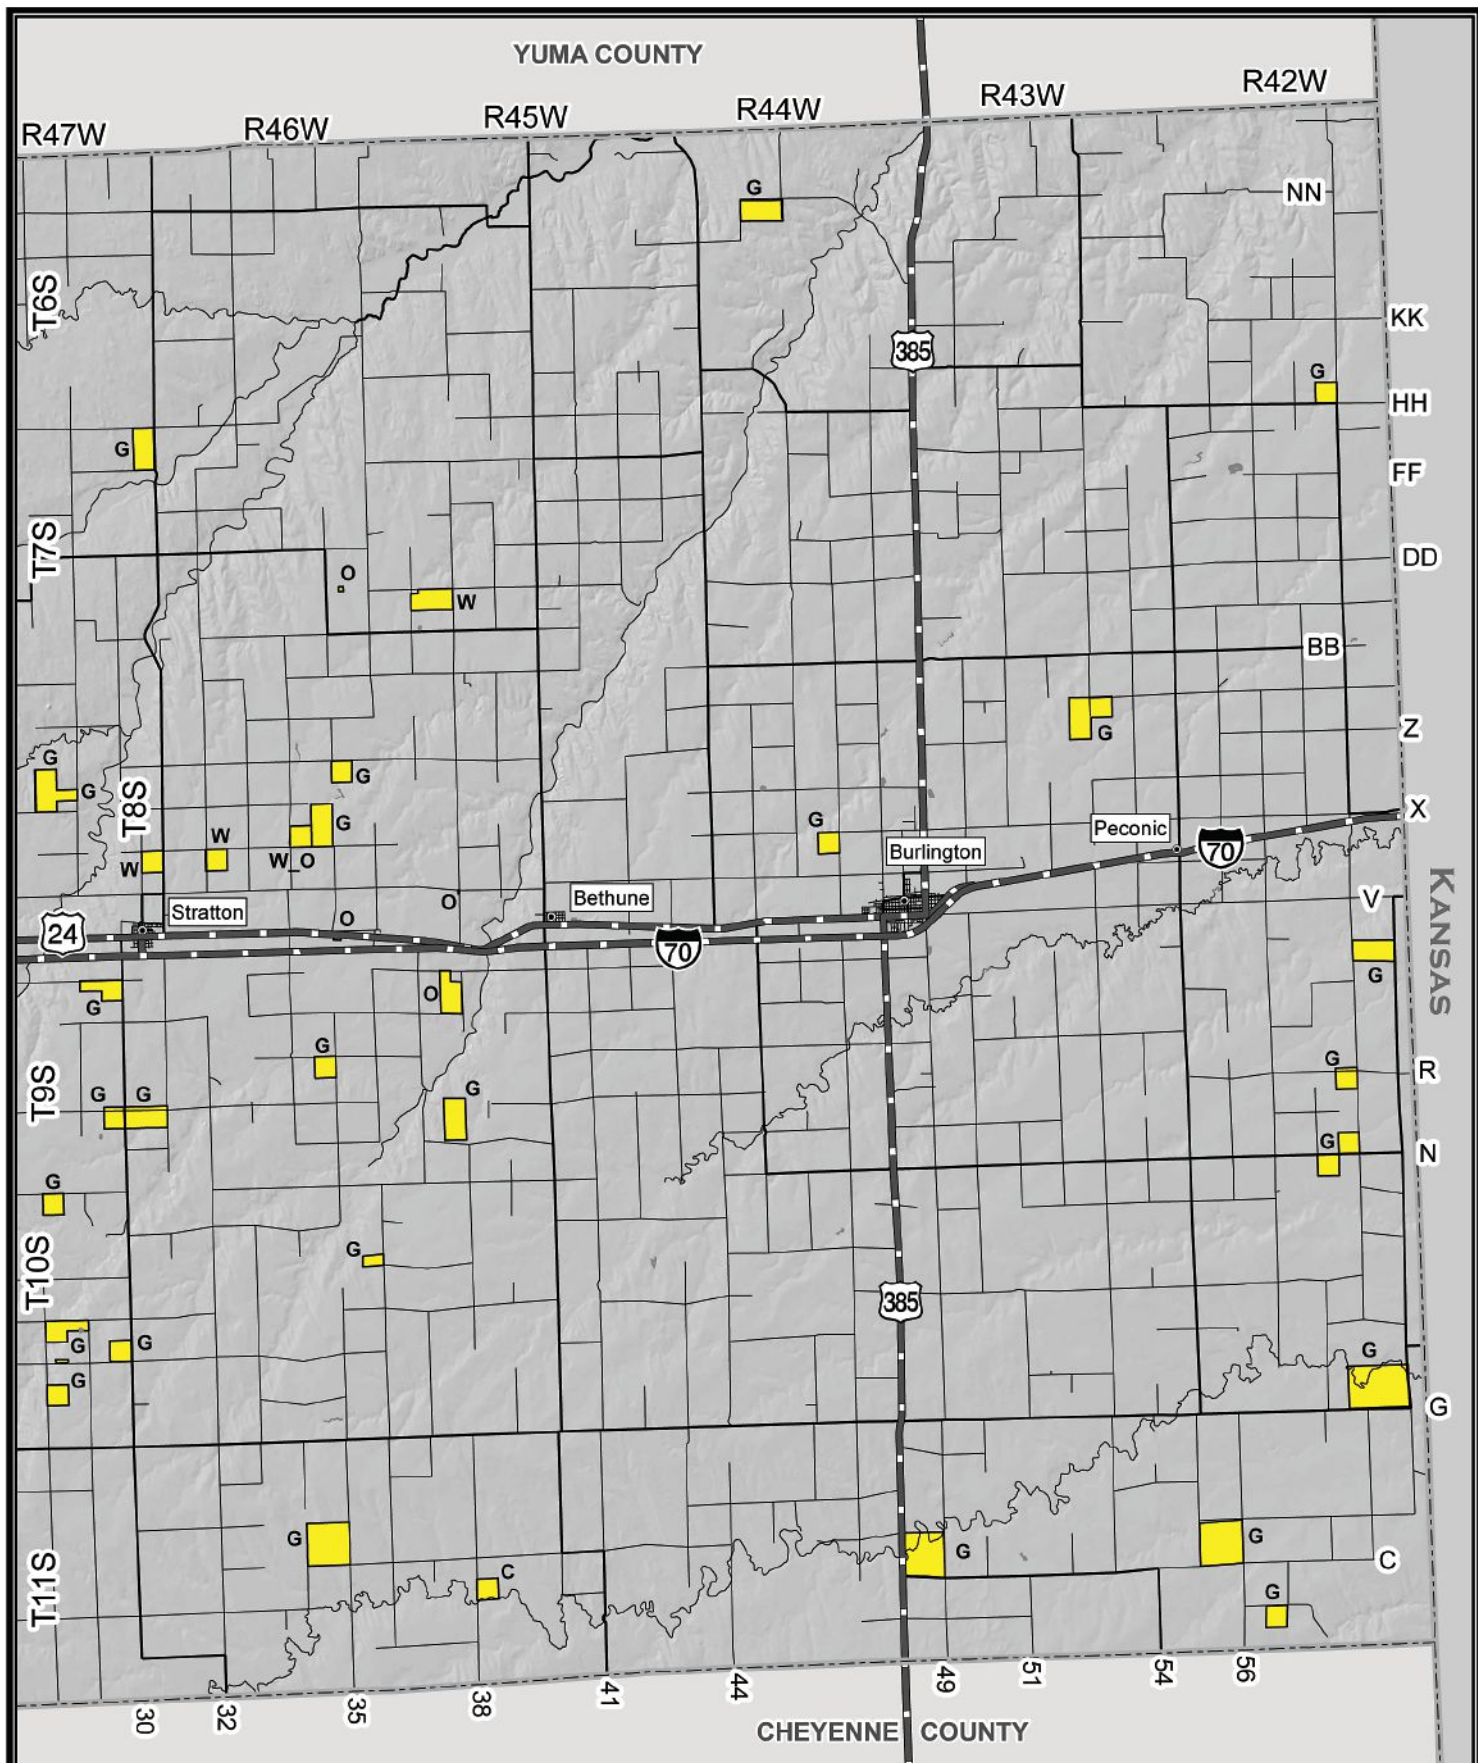 YUMA COUNTY
R47W
R46W
R45W
R44W
R43W
R42W
G
NN
T6S
KK
385
G
HH
G
FF
T7S
DD
O
W
BB
G
Z
G
G
G
T8S
X
G
W
G
W
W_O
Peconic
Burlington
70
KANSAS
O
Bethune
V
Stratton
O
24
70
G
O
G
G
G
R
T9S
G
G
G
G
N
G
G
T10S
385
G
G
G
G
G
G
G
G
C
C
T11S
G
30
32
35
38
41
44
49
51
54
56
CHEYENNE COUNTY